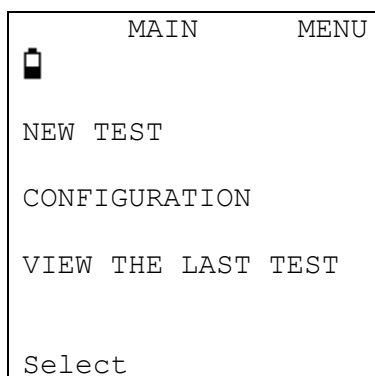 MAIN MENU
NEW TEST
CONFIGURATION
VIEW THE LAST TEST
Select